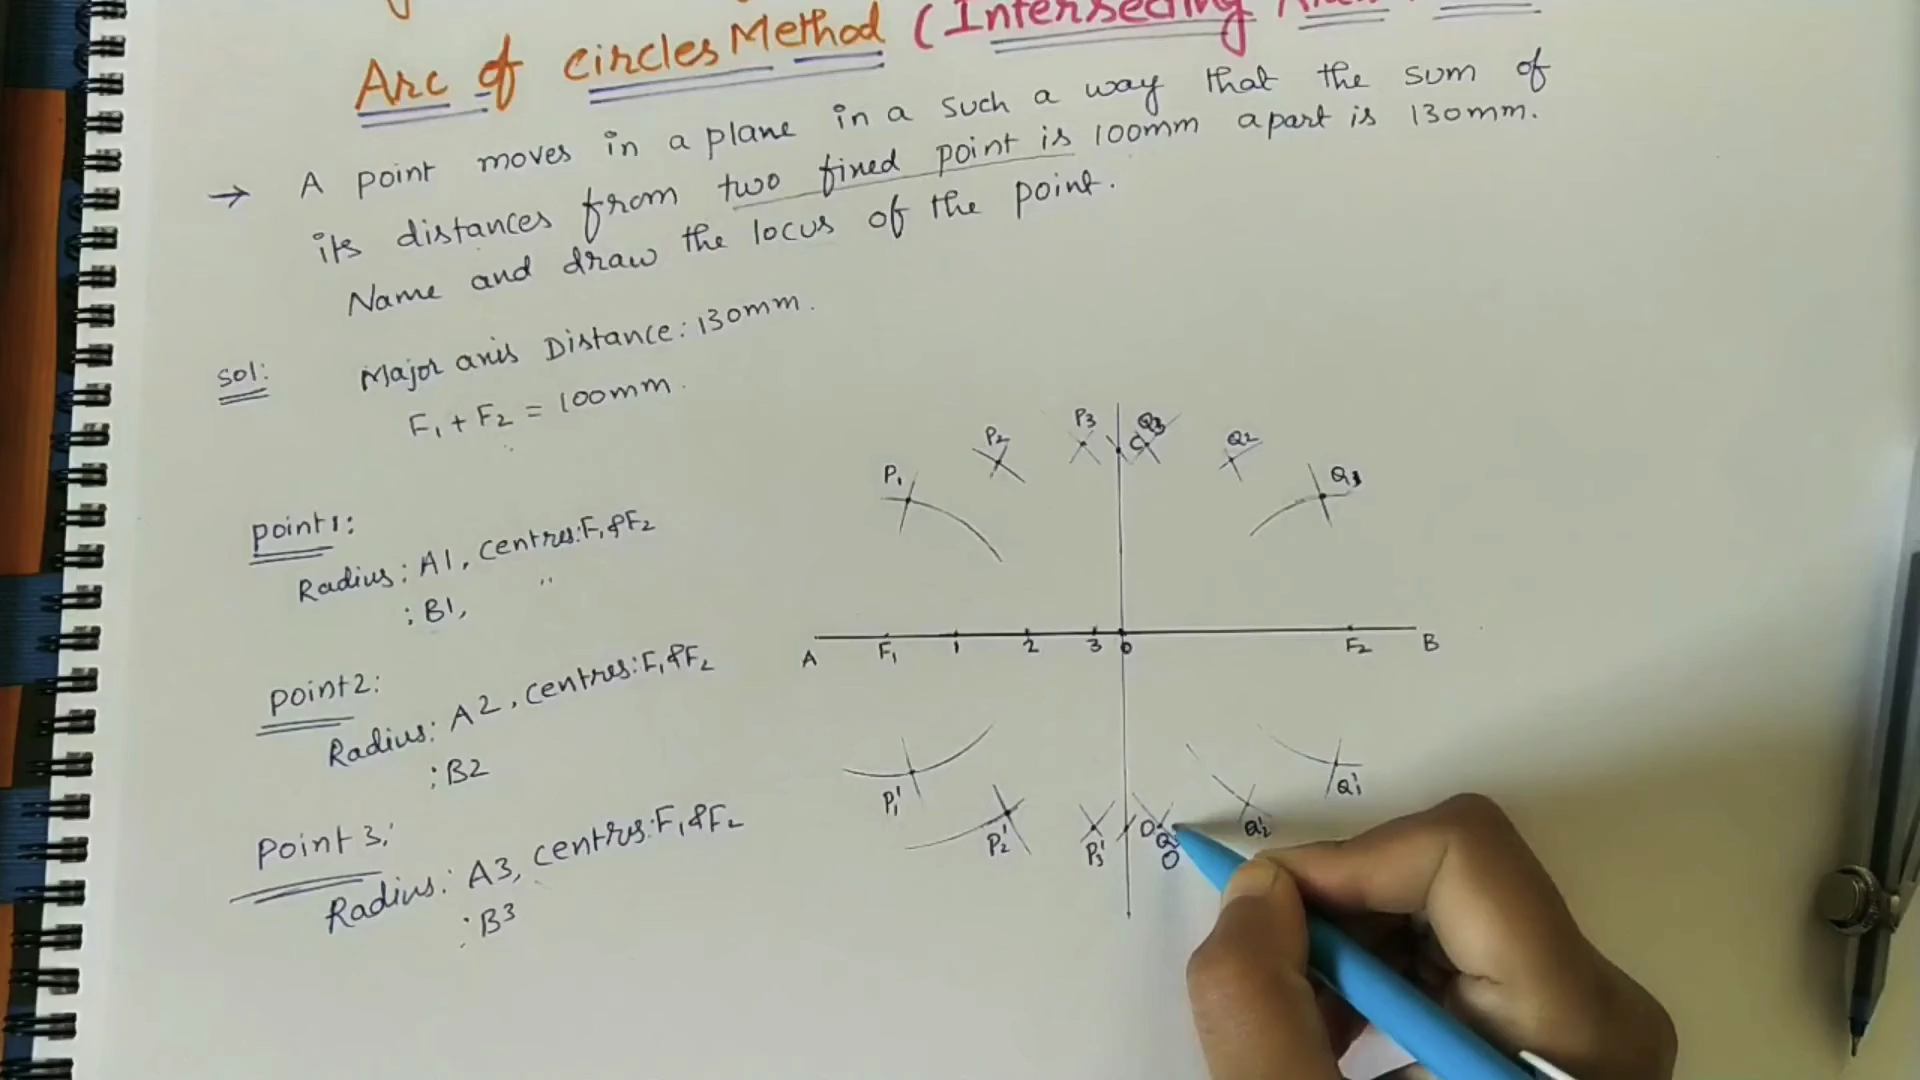 Arc of circles Method (Intersecting
→ A point moves in a plane in a such a way that the sum of
its distances from two fixed point is 100mm apart is 130mm.
Name and draw the locus of the point.
Sol: Major axis Distance: 130mm.
F₁ + F₂ = 100mm.
Point1:
Radius: A1, Centres: F₁ & F₂
: B1, "
Point2:
Radius: A2, Centres: F₁ & F₂
: B2
Point 3:
Radius: A3, Centres: F₁ & F₂
: B3
P₁ P₂ P₃ C Q₃ Q₂ Q₁
A F₁ 1 2 3 O F₂ B
P₁' P₂' P₃' D Q₂' Q₁'